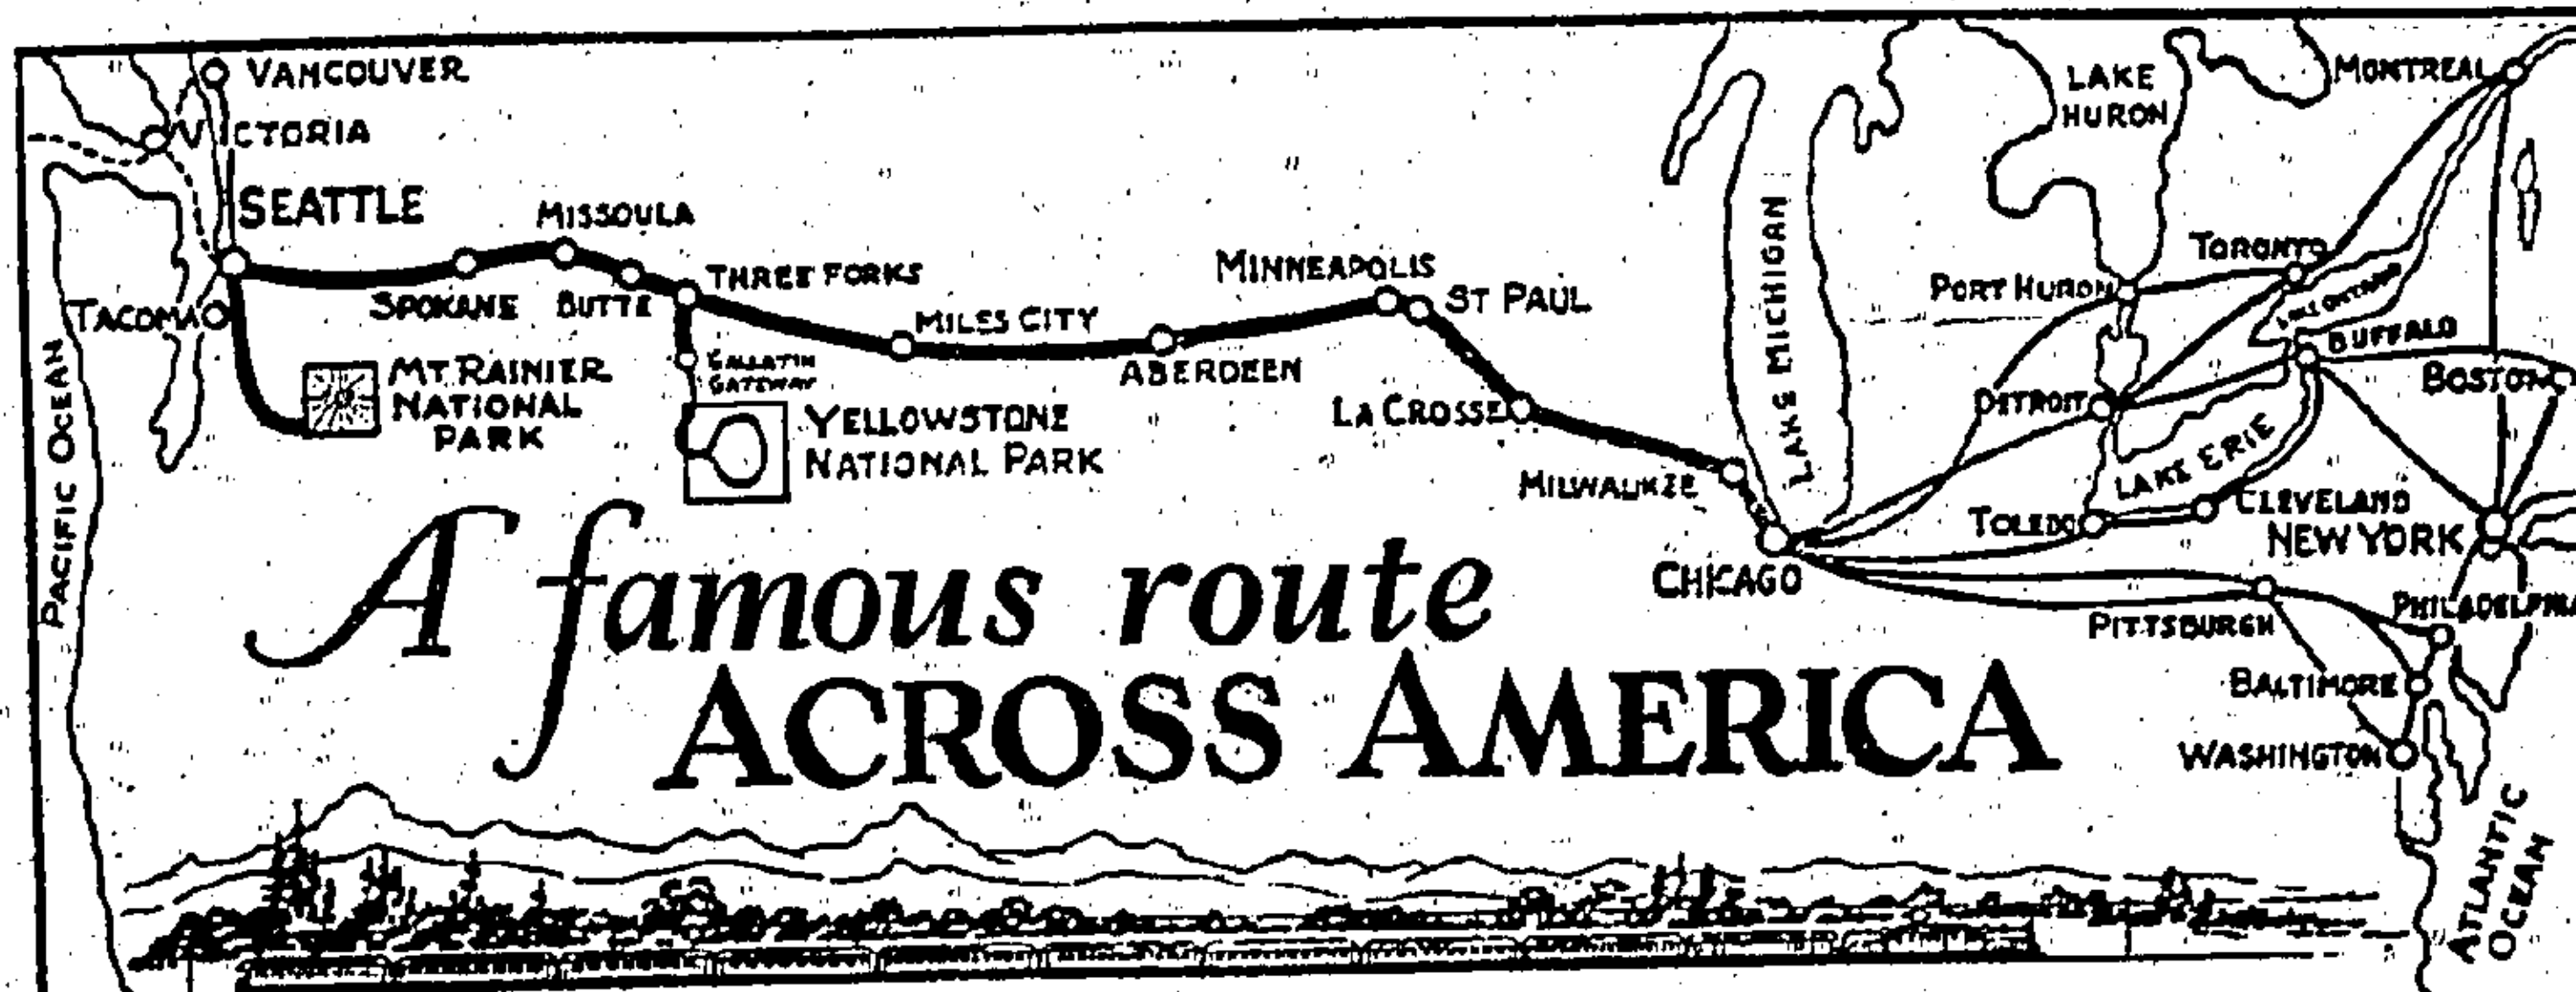 VANCOUVER
VICTORIA
SEATTLE
TACOMA
SPOKANE
MISSOULA
BUTTE
THREE FORKS
GALLATIN
GATEWAY
MT. RAINIER
NATIONAL
PARK
YELLOWSTONE
NATIONAL PARK
MILES CITY
ABERDEEN
MINNEAPOLIS
ST PAUL
LA CROSSE
MILWAUKEE
CHICAGO
LAKE MICHIGAN
LAKE
HURON
PORT HURON
TORONTO
MONTREAL
LAKE ONTARIO
BUFFALO
BOSTON
DETROIT
LAKE ERIE
TOLEDO
CLEVELAND
NEW YORK
PITTSBURGH
PHILADELPHIA
BALTIMORE
WASHINGTON
PACIFIC OCEAN
ATLANTIC
OCEAN
A famous route
ACROSS AMERICA